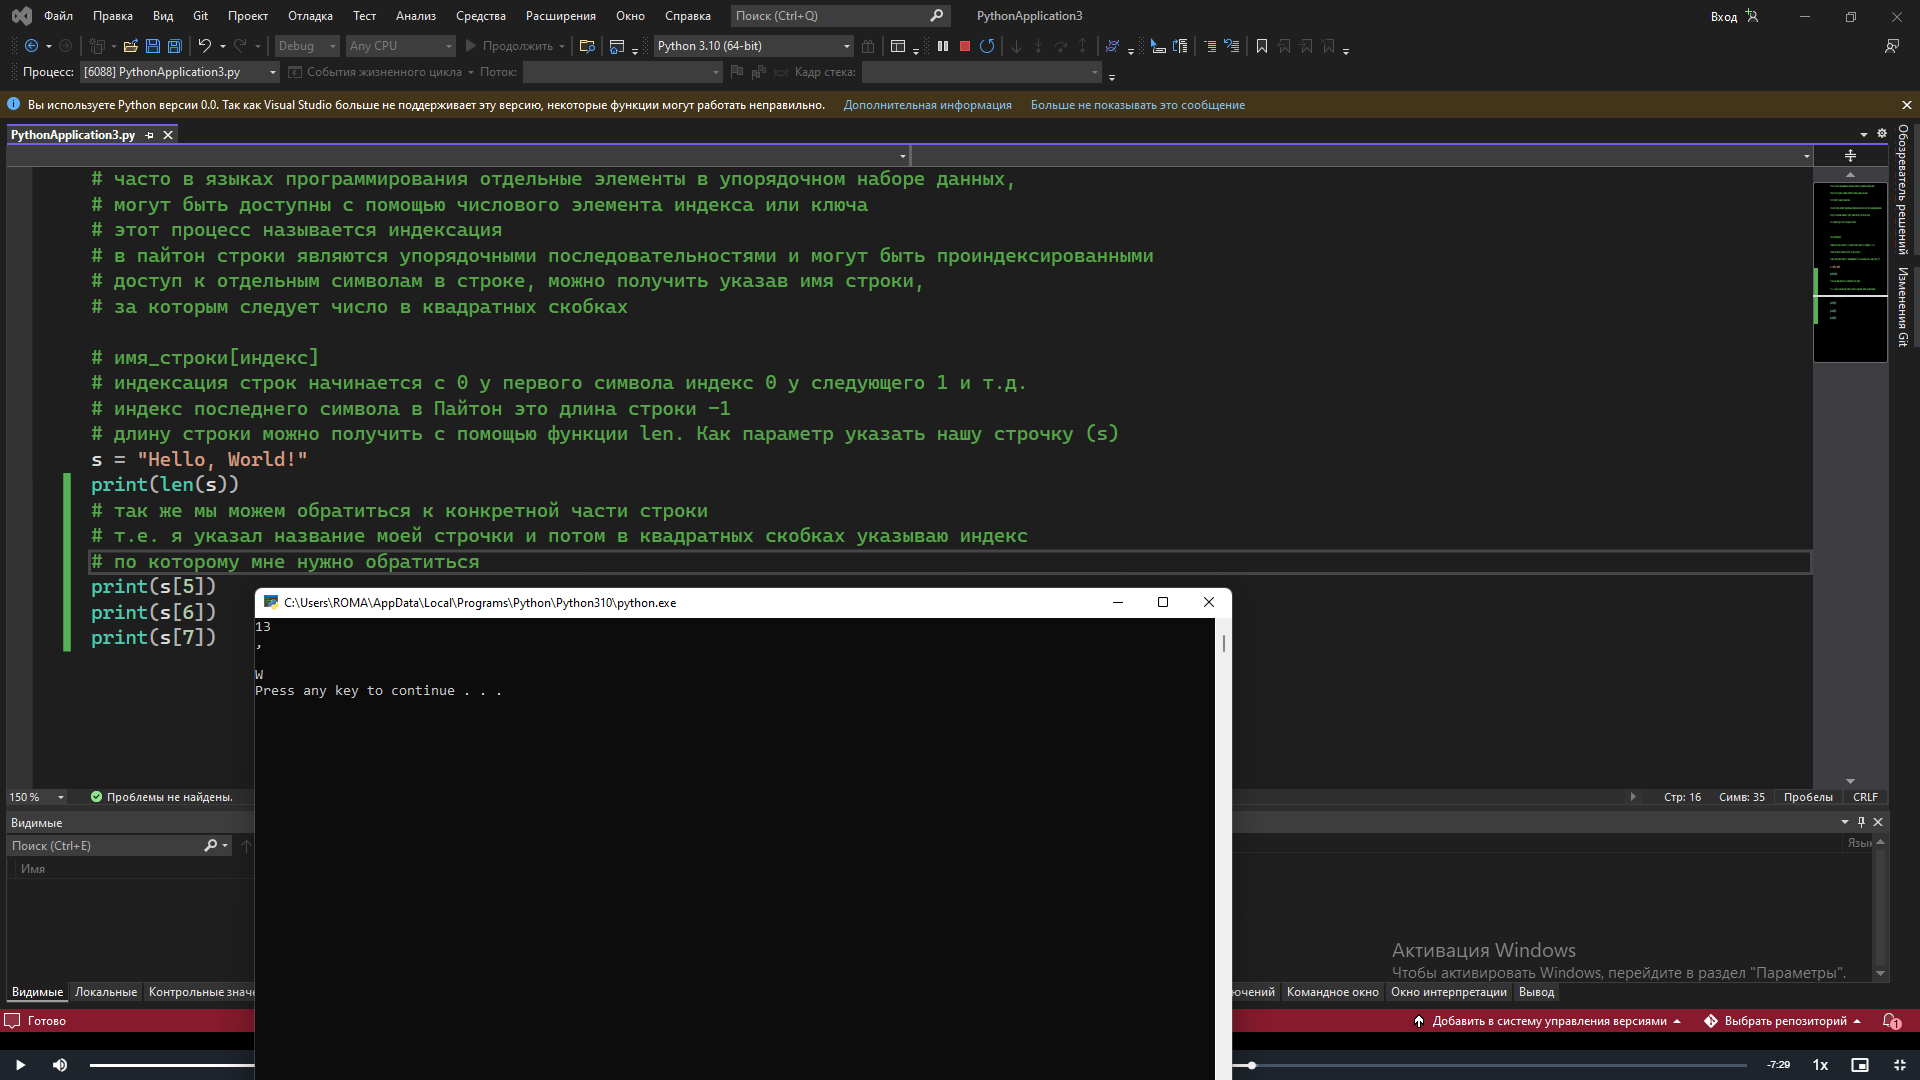 Файл Правка Вид Git Проект Отладка Тест Анализ Средства Расширения Окно Справка Поиск (Ctrl+Q) PythonApplication3 Вход
Debug Any CPU Продолжить Python 3.10 (64-bit)
Процесс: [6088] PythonApplication3.py События жизненного цикла Поток: Кадр стека:
Вы используете Python версии 0.0. Так как Visual Studio больше не поддерживает эту версию, некоторые функции могут работать неправильно. Дополнительная информация Больше не показывать это сообщение
PythonApplication3.py
# часто в языках программирования отдельные элементы в упорядочном наборе данных,
# могут быть доступны с помощью числового элемента индекса или ключа
# этот процесс называется индексация
# в пайтон строки являются упорядочными последовательностями и могут быть проиндексированными
# доступ к отдельным символам в строке, можно получить указав имя строки,
# за которым следует число в квадратных скобках
# имя_строки[индекс]
# индексация строк начинается с 0 у первого символа индекс 0 у следующего 1 и т.д.
# индекс последнего символа в Пайтон это длина строки -1
# длину строки можно получить с помощью функции len. Как параметр указать нашу строчку (s)
s = "Hello, World!"
print(len(s))
# так же мы можем обратиться к конкретной части строки
# т.е. я указал название моей строчки и потом в квадратных скобках указываю индекс
# по которому мне нужно обратиться
print(s[5])
print(s[6])
print(s[7])
Обозреватель решений
Изменения Git
C:\Users\ROMA\AppData\Local\Programs\Python\Python310\python.exe
13
,
W
Press any key to continue . . .
150 % Проблемы не найдены. Стр: 16 Симв: 35 Пробелы CRLF
Видимые
Поиск (Ctrl+E)
Имя
Язык
Активация Windows
Чтобы активировать Windows, перейдите в раздел "Параметры".
Видимые Локальные Контрольные значе ючений Командное окно Окно интерпретации Вывод
Готово Добавить в систему управления версиями Выбрать репозиторий 1
-7:29 1x